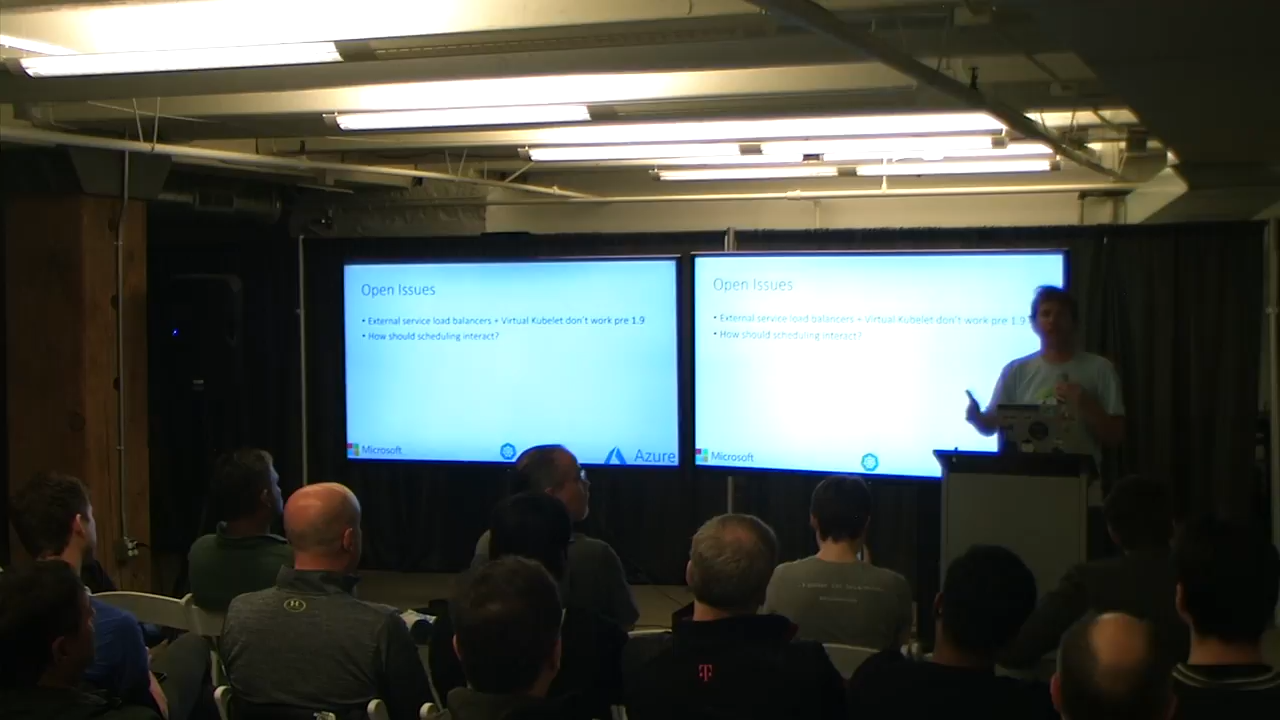 Open Issues
• External service load balancers + Virtual Kubelet don't work pre 1.9
• How should scheduling interact?
Microsoft
Azure
Open Issues
• External service load balancers + Virtual Kubelet don't work pre 1.9
• How should scheduling interact?
Microsoft
T